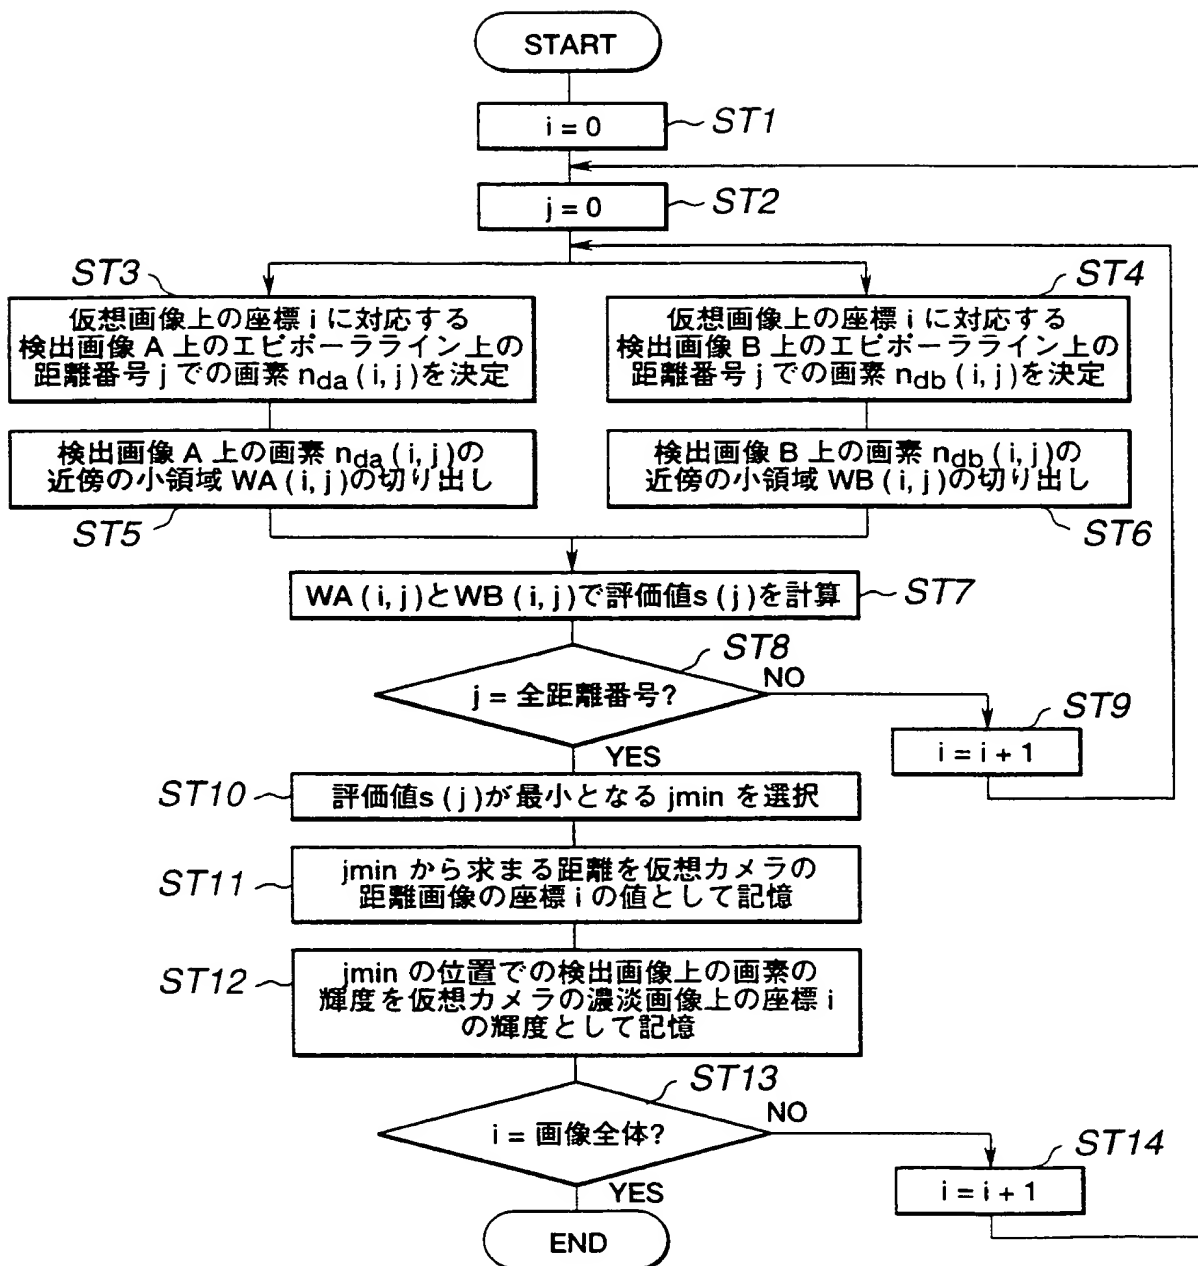 START
i = 0
ST1
j = 0
ST2
ST3
仮想画像上の座標 i に対応する
検出画像 A 上のエピポーラライン上の
距離番号 j での画素 nda ( i, j ) を決定
ST4
仮想画像上の座標 i に対応する
検出画像 B 上のエピポーラライン上の
距離番号 j での画素 ndb ( i, j ) を決定
検出画像 A 上の画素 nda ( i, j ) の
近傍の小領域 WA ( i, j ) の切り出し
ST5
検出画像 B 上の画素 ndb ( i, j ) の
近傍の小領域 WB ( i, j ) の切り出し
ST6
WA ( i, j ) とWB ( i, j ) で評価値s ( j ) を計算
ST7
ST8
j = 全距離番号?
NO
YES
ST9
i = i + 1
ST10
評価値s ( j ) が最小となる jmin を選択
ST11
jmin から求まる距離を仮想カメラの
距離画像の座標 i の値として記憶
ST12
jmin の位置での検出画像上の画素の
輝度を仮想カメラの濃淡画像上の座標 i
の輝度として記憶
ST13
i = 画像全体?
NO
YES
ST14
i = i + 1
END